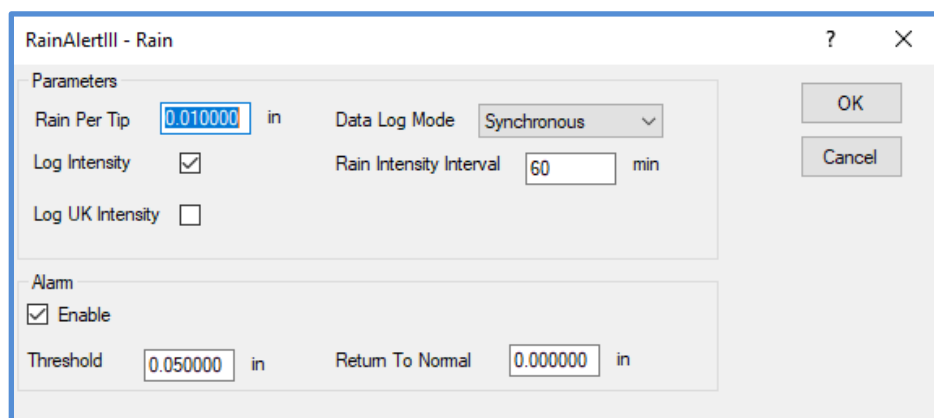 RainAlertIII - Rain ?
Parameters
Rain Per Tip 0.010000 in Data Log Mode Synchronous OK
Log Intensity Rain Intensity Interval 60 min Cancel
Log UK Intensity
Alarm
Enable
Threshold 0.050000 in Return To Normal 0.000000 in